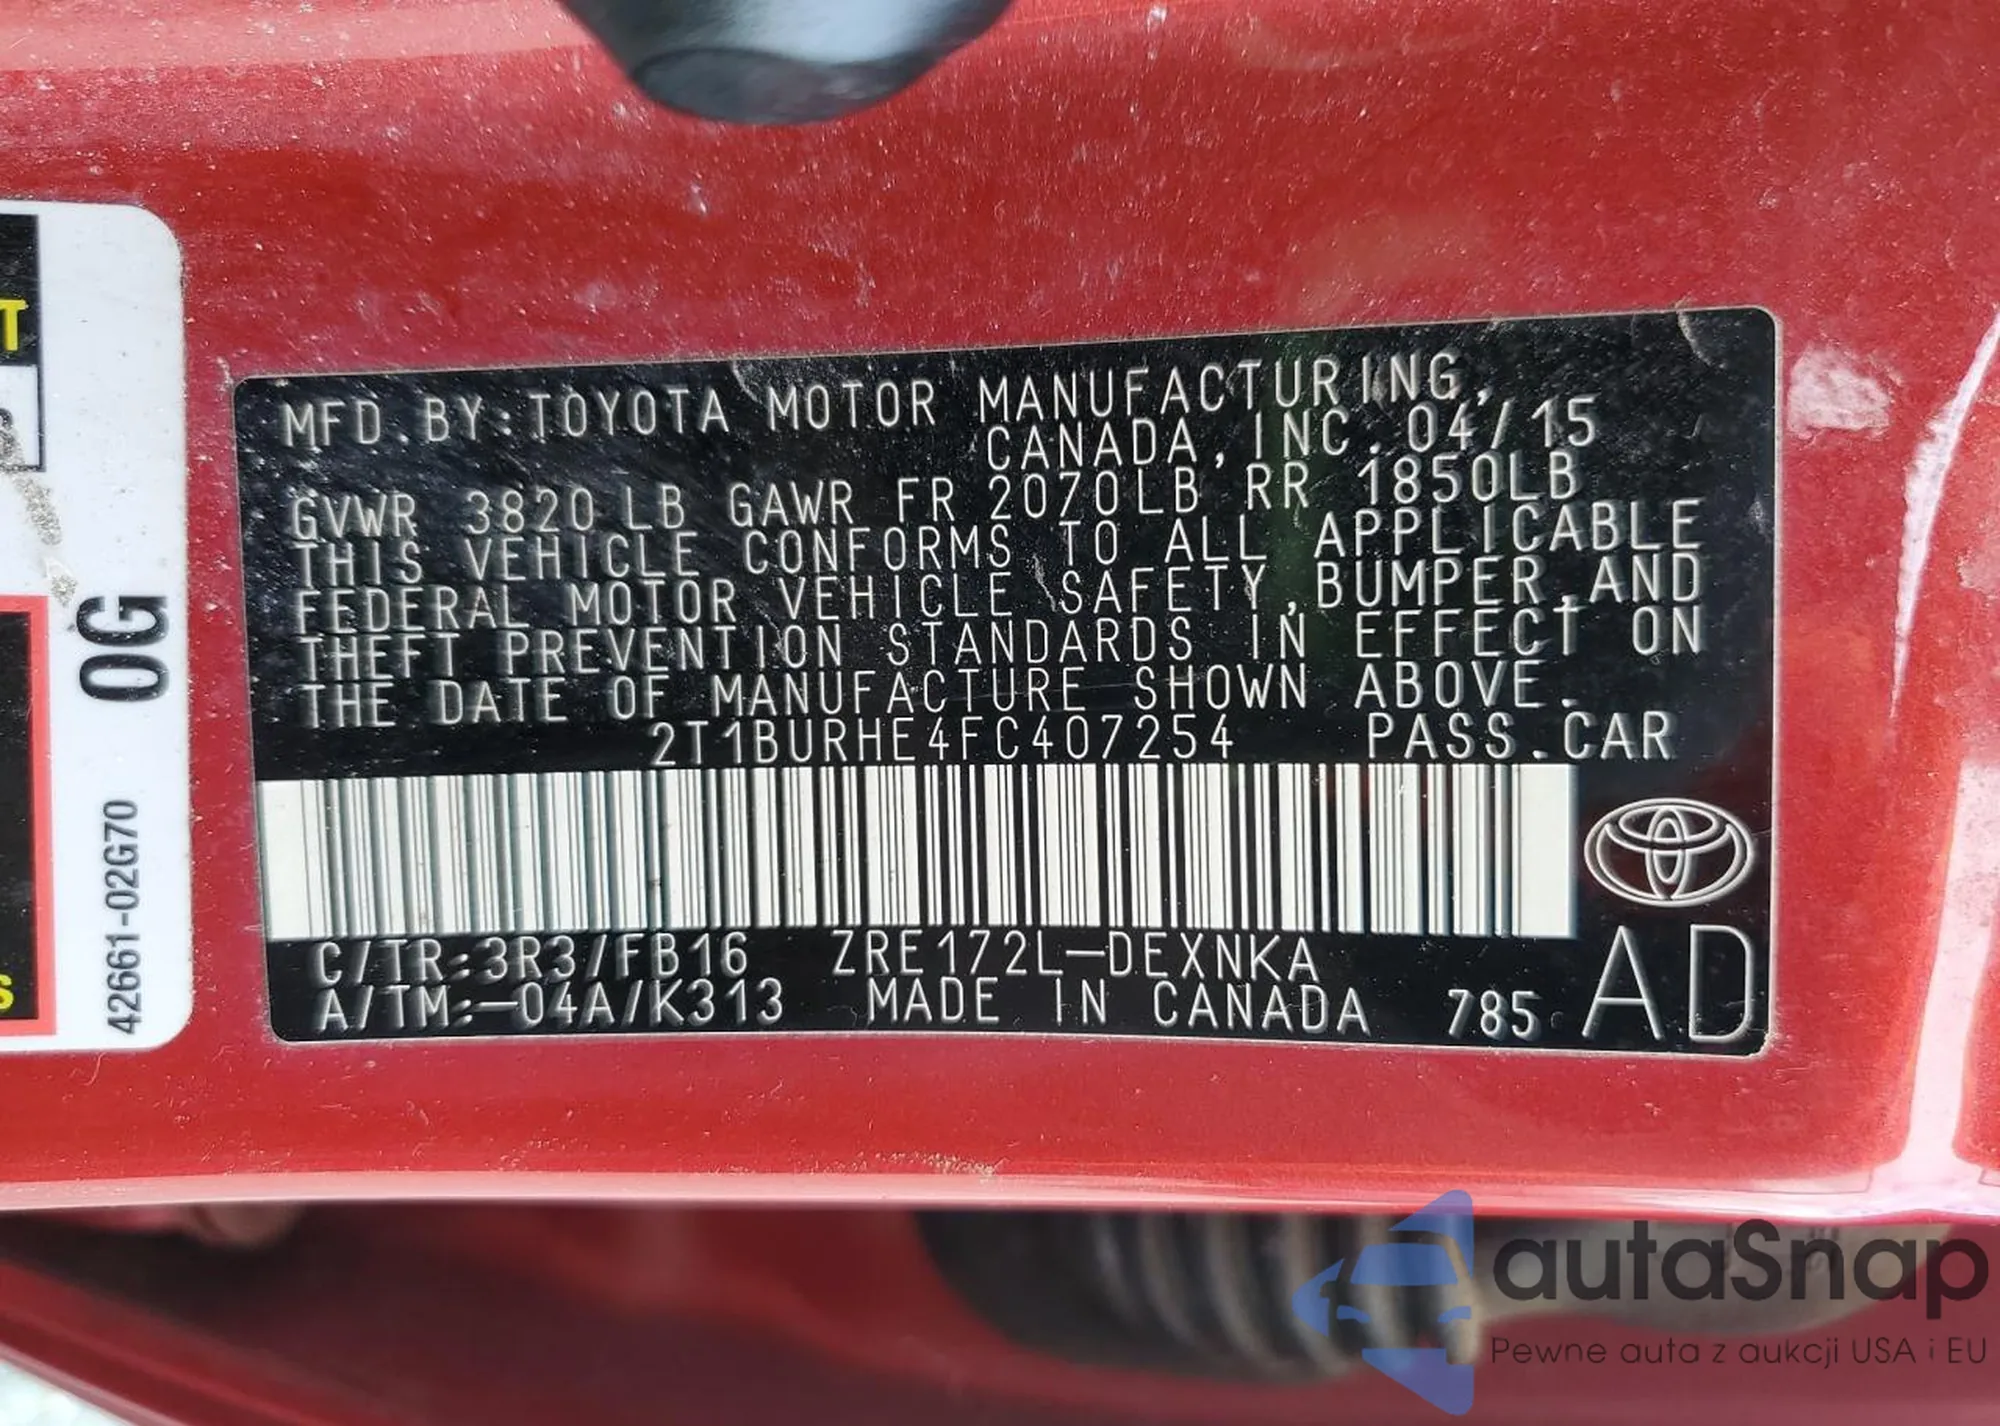 MFD.BY:TOYOTA MOTOR MANUFACTURING,
CANADA,INC.04/15
GVWR 3820LB GAWR FR 2070LB RR 1850LB
THIS VEHICLE CONFORMS TO ALL APPLICABLE
FEDERAL MOTOR VEHICLE SAFETY,BUMPER,AND
THEFT PREVENTION STANDARDS IN EFFECT ON
THE DATE OF MANUFACTURE SHOWN ABOVE.
2T1BURHE4FC407254 PASS.CAR
C/TR:3R3/FB16 ZRE172L-DEXNKA
A/TM:-04A/K313 MADE IN CANADA 785 AD
0G
42661-02G70
T
S
autaSnap
Pewne auta z aukcji USA i EU